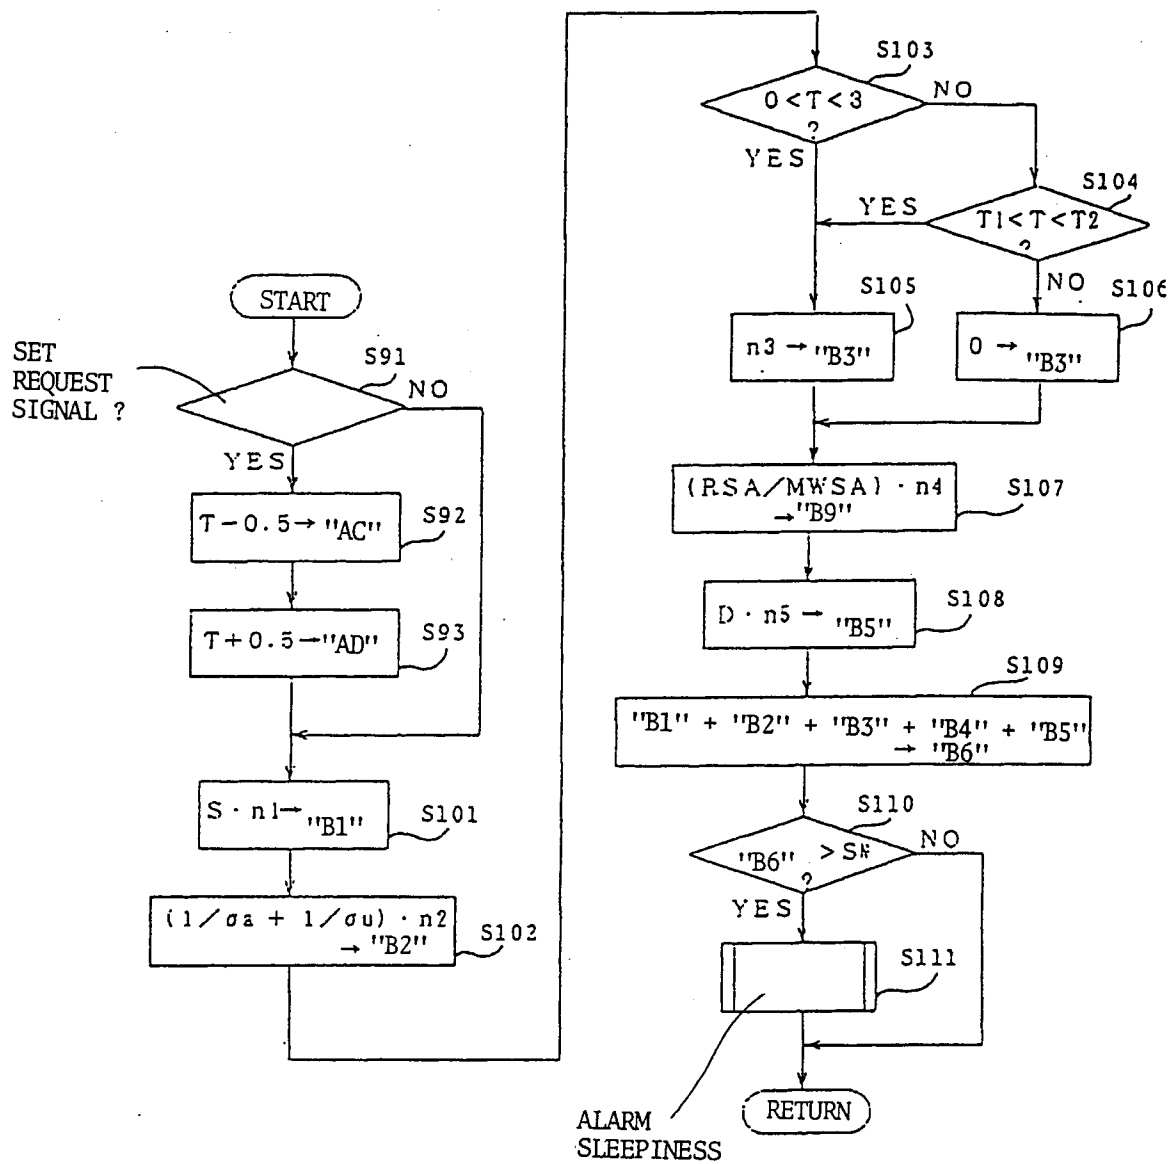 START
SET
REQUEST
SIGNAL ?
S91
NO
YES
T-0.5→"AC"
S92
T+0.5→"AD"
S93
S·n1→"B1"
S101
(1/σa + 1/σu)·n2
→"B2"
S102
S103
0<T<3
?
NO
YES
S104
T1<T<T2
?
YES
NO
S105
n3→"B3"
S106
0→"B3"
(RSA/MWSA)·n4
→"B9"
S107
D·n5→"B5"
S108
S109
"B1" + "B2" + "B3" + "B4" + "B5"
→ "B6"
S110
"B6" >
?
NO
YES
S111
ALARM
SLEEPINESS
RETURN